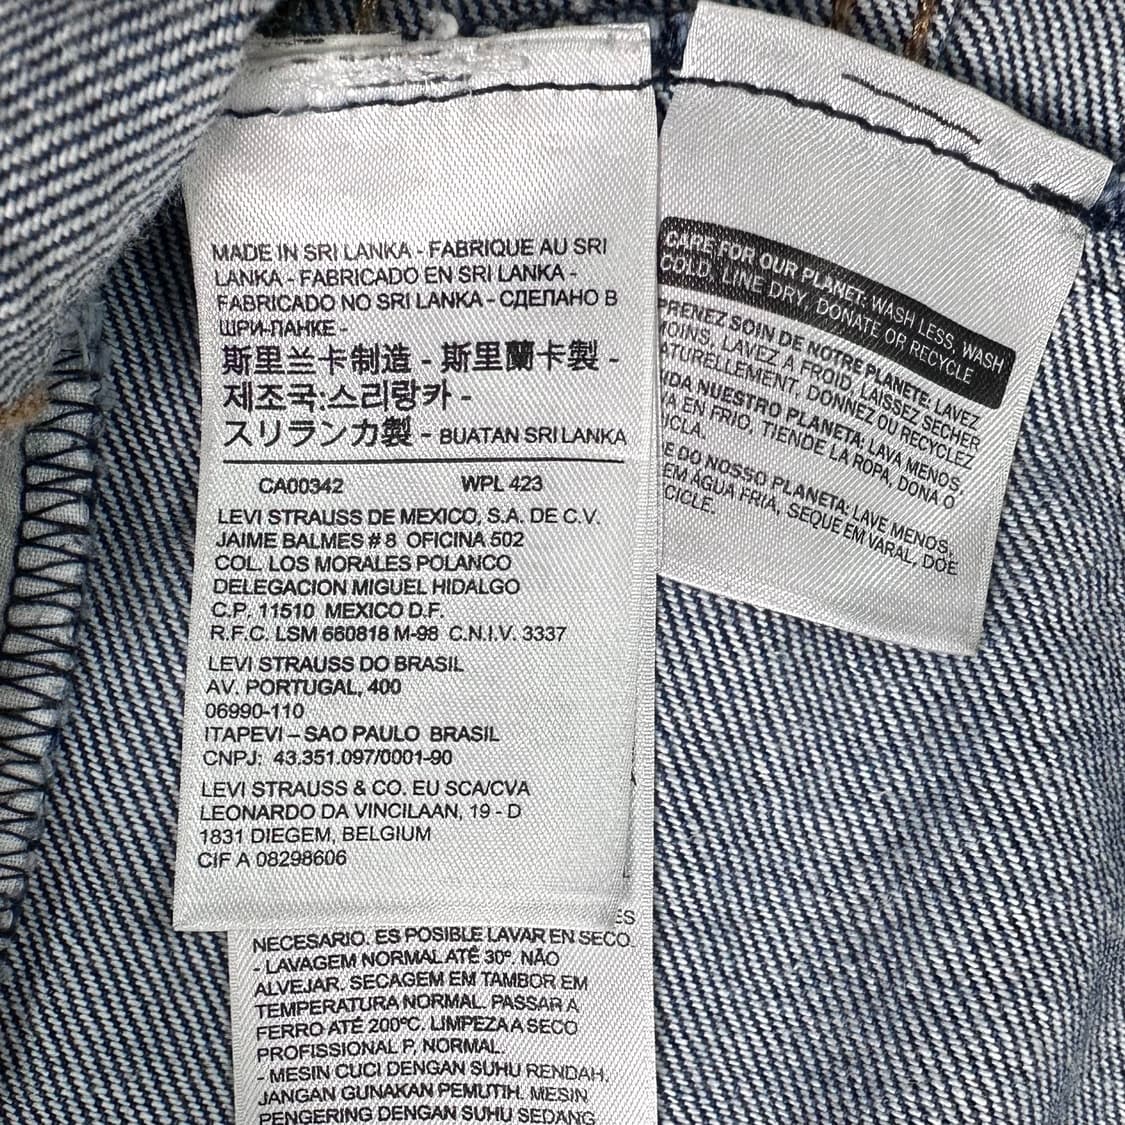 MADE IN SRI LANKA - FABRIQUE AU SRI
LANKA - FABRICADO EN SRI LANKA -
FABRICADO NO SRI LANKA - СДЕЛАНО В
ШРИ-ЛАНКЕ -
斯里兰卡制造 - 斯里蘭卡製 -
제조국:스리랑카 -
スリランカ製 - BUATAN SRI LANKA
CA00342 WPL 423
LEVI STRAUSS DE MEXICO, S.A. DE C.V.
JAIME BALMES # 8 OFICINA 502
COL. LOS MORALES POLANCO
DELEGACION MIGUEL HIDALGO
C.P. 11510 MEXICO D.F.
R.F.C. LSM 680818 M-98 C.N.I.V. 3337
LEVI STRAUSS DO BRASIL
AV. PORTUGAL, 400
06990-110
ITAPEVI – SAO PAULO BRASIL
CNPJ: 43.351.097/0001-90
LEVI STRAUSS & CO. EU SCA/CVA
LEONARDO DA VINCILAAN, 19 - D
1831 DIEGEM, BELGIUM
CIF A 08298606
NECESARIO. ES POSIBLE LAVAR EN SECO.
- LAVAGEM NORMAL ATÉ 30º. NÃO
ALVEJAR. SECAGEM EM TAMBOR EM
TEMPERATURA NORMAL. PASSAR A
FERRO ATÉ 200ºC. LIMPEZA A SECO
PROFISSIONAL P, NORMAL.
- MESIN CUCI DENGAN SUHU RENDAH.
JANGAN GUNAKAN PEMUTIH. MESIN
PENGERING DENGAN SUHU SEDANG
CARE FOR OUR PLANET: WASH LESS, WASH
COLD, LINE DRY, DONATE OR RECYCLE
PRENEZ SOIN DE NOTRE PLANETE: LAVEZ
MOINS, LAVEZ A FROID, LAISSEZ SECHER
NATURELLEMENT, DONNEZ OU RECYCLEZ
NUESTRO PLANETA: LAVA MENOS,
EN FRIO, TIENDE LA ROPA, DONA O
DO NOSSO PLANETA: LAVE MENOS,
EM ÁGUA FRIA, SEQUE EM VARAL, DOE